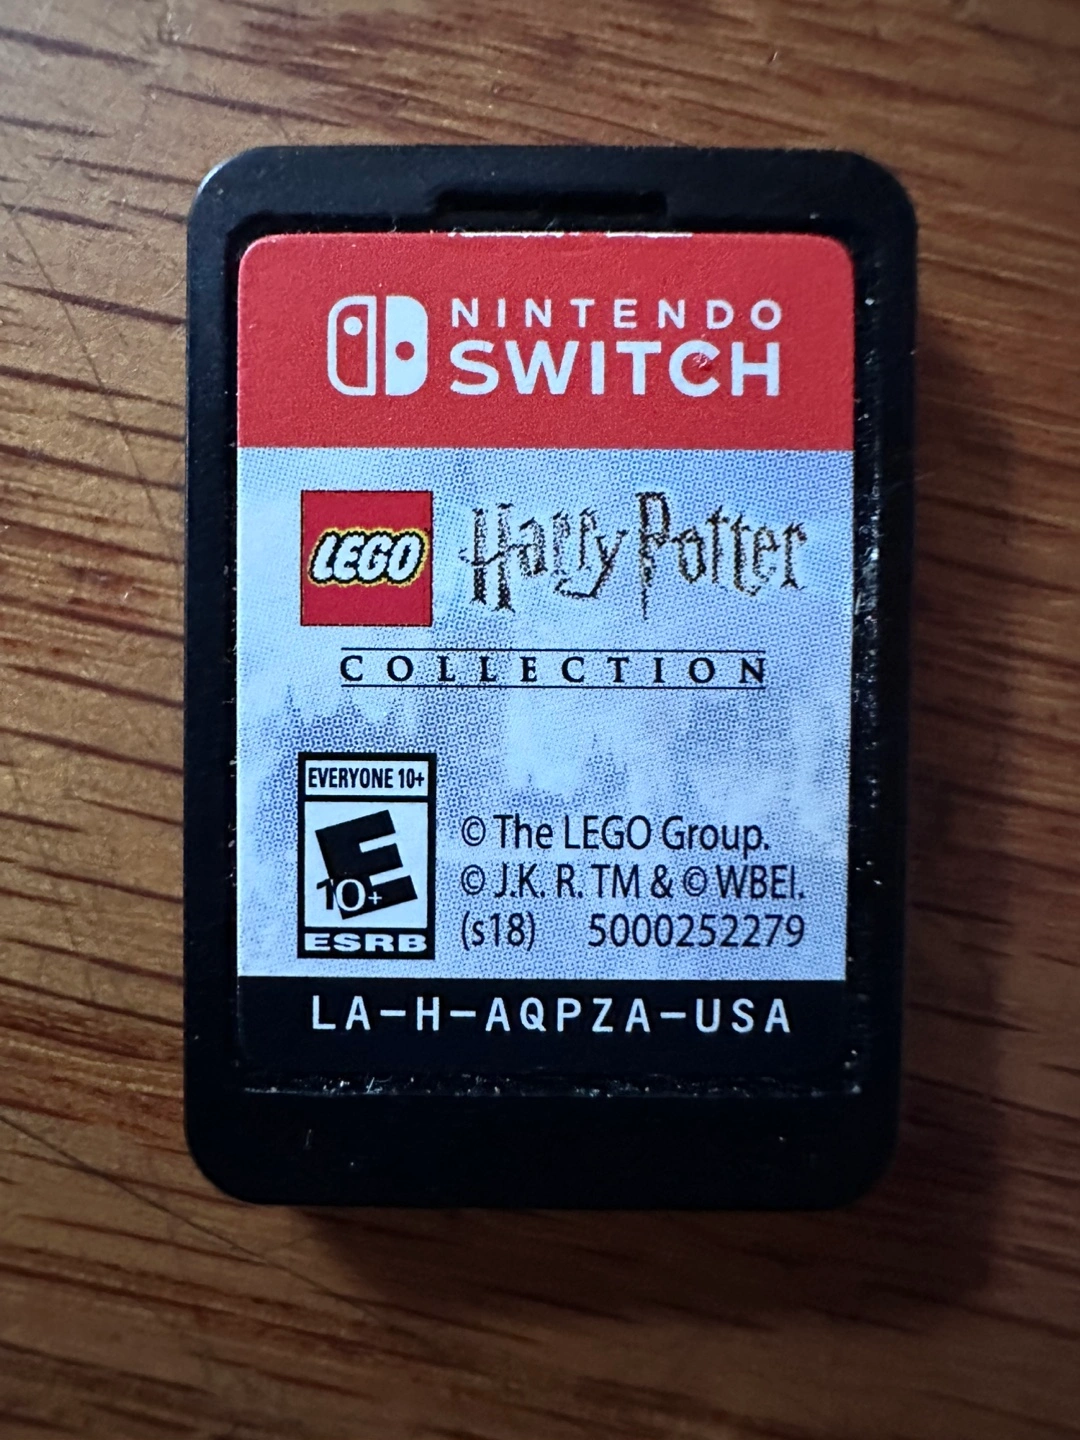 NINTENDO
SWITCH
LEGO Harry Potter
COLLECTION
EVERYONE 10+
E
10+
ESRB
© The LEGO Group.
© J.K. R. TM & © WBEI.
(s18) 5000252279
LA-H-AQPZA-USA